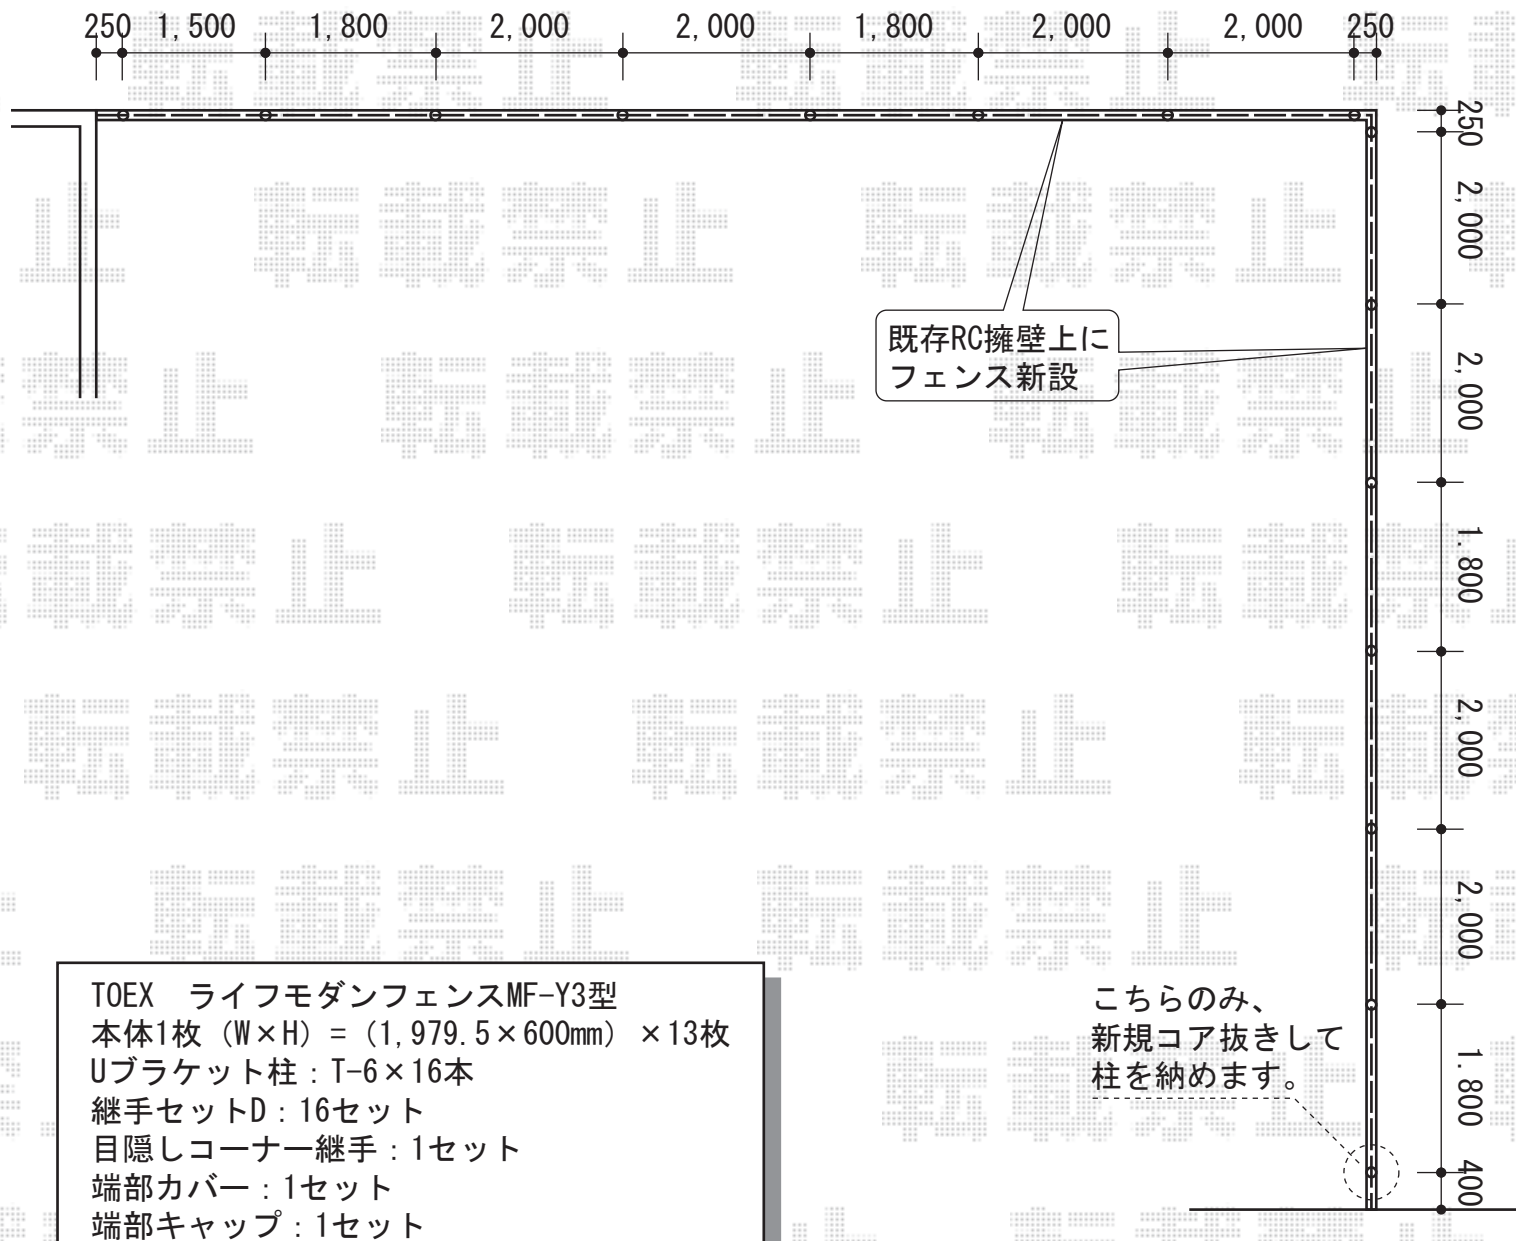 250 1,500 1,800 2,000 2,000 1,800 2,000 2,000 250
250
2,000
2,000
1.800
2,000
2,000
1.800
400
既存RC擁壁上に
フェンス新設
こちらのみ、
新規コア抜きして
柱を納めます。
TOEX ライフモダンフェンスMF-Y3型
本体1枚（W×H）=（1,979.5×600mm）×13枚
Uブラケット柱：T-6×16本
継手セットD：16セット
目隠しコーナー継手：1セット
端部カバー：1セット
端部キャップ：1セット
転載禁止